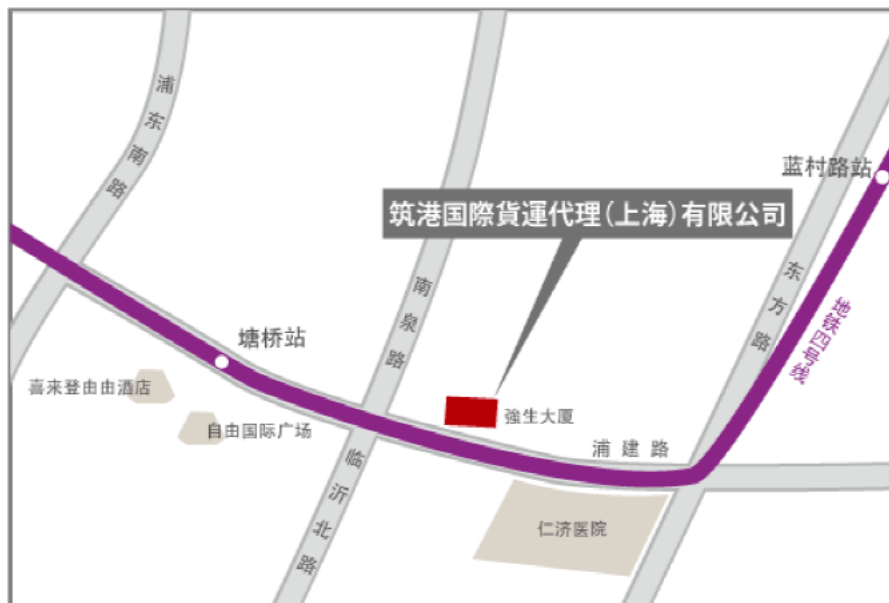 浦东南路
蓝村路站
筑港国際貨運代理(上海)有限公司
南泉路
东方路
地铁四号线
塘桥站
喜来登由由酒店
自由国际广场
強生大厦
浦建路
临沂北路
仁济医院